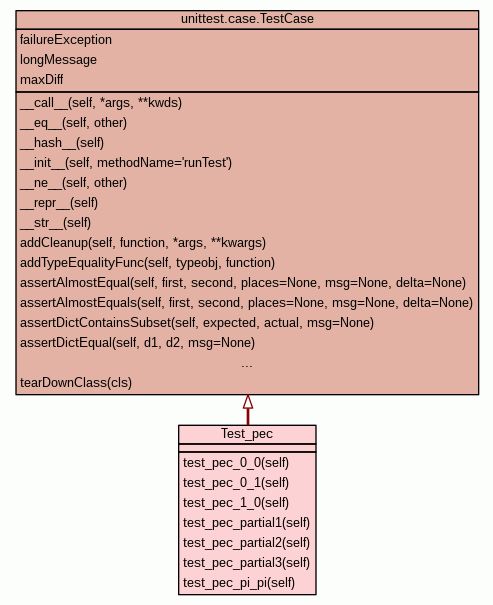 unittest.case.TestCase
failureException
longMessage
maxDiff
__call__(self, *args, **kwds)
__eq__(self, other)
__hash__(self)
__init__(self, methodName='runTest')
__ne__(self, other)
__repr__(self)
__str__(self)
addCleanup(self, function, *args, **kwargs)
addTypeEqualityFunc(self, typeobj, function)
assertAlmostEqual(self, first, second, places=None, msg=None, delta=None)
assertAlmostEquals(self, first, second, places=None, msg=None, delta=None)
assertDictContainsSubset(self, expected, actual, msg=None)
assertDictEqual(self, d1, d2, msg=None)
...
tearDownClass(cls)
Test_pec
test_pec_0_0(self)
test_pec_0_1(self)
test_pec_1_0(self)
test_pec_partial1(self)
test_pec_partial2(self)
test_pec_partial3(self)
test_pec_pi_pi(self)